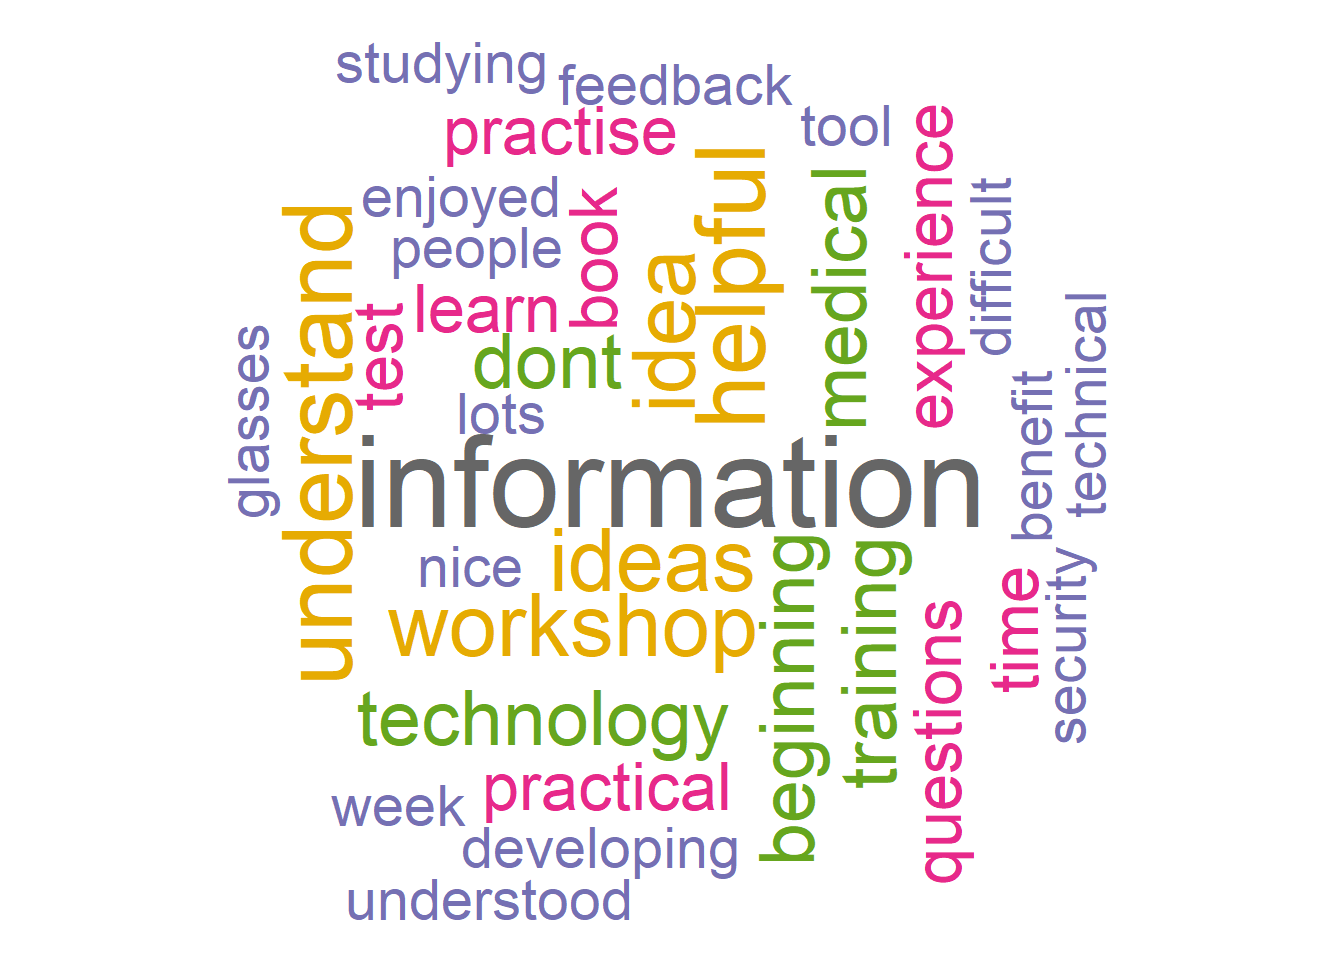 studying
feedback
practise
tool
enjoyed
people
book
helpful
idea
medical
experience
difficult
understand
test
learn
dont
lots
glasses
technical
benefit
information
nice
ideas
workshop
beginning
training
time
security
questions
technology
practical
week
developing
understood